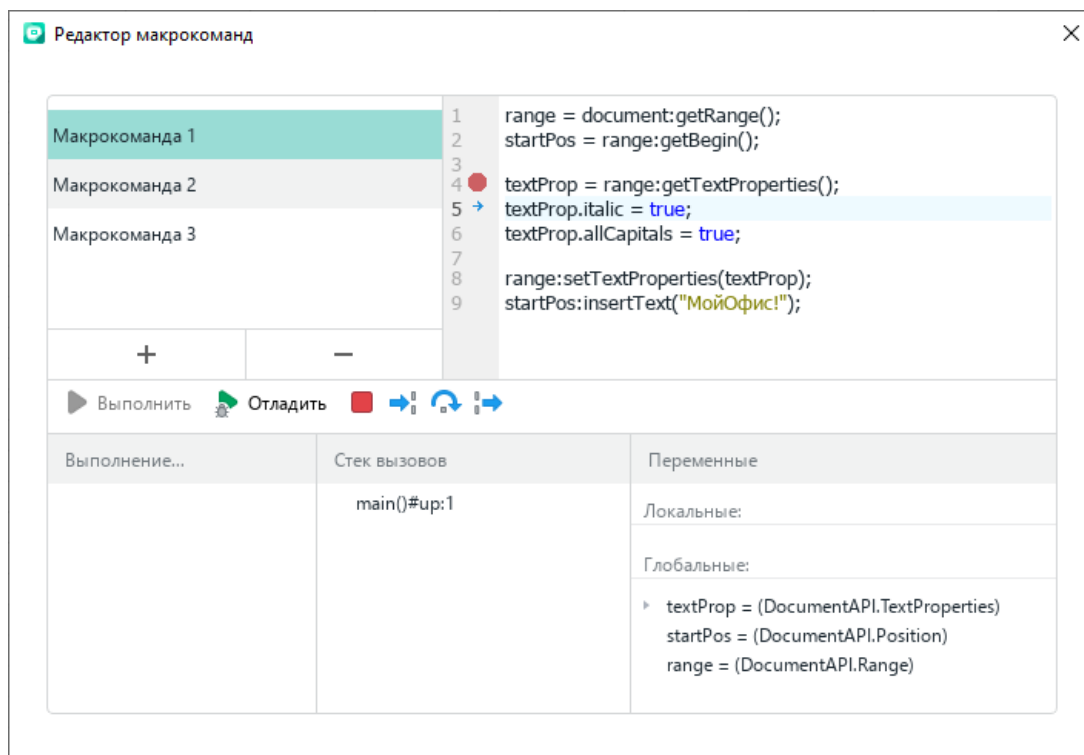 Редактор макрокоманд
Макрокоманда 1
Макрокоманда 2
Макрокоманда 3
1 range = document:getRange();
2 startPos = range:getBegin();
3
4 textProp = range:getTextProperties();
5 textProp.italic = true;
6 textProp.allCapitals = true;
7
8 range:setTextProperties(textProp);
9 startPos:insertText("МойОфис!");
+ −
Выполнить Отладить
Выполнение...
Стек вызовов
main()#up:1
Переменные
Локальные:
Глобальные:
textProp = (DocumentAPI.TextProperties)
startPos = (DocumentAPI.Position)
range = (DocumentAPI.Range)